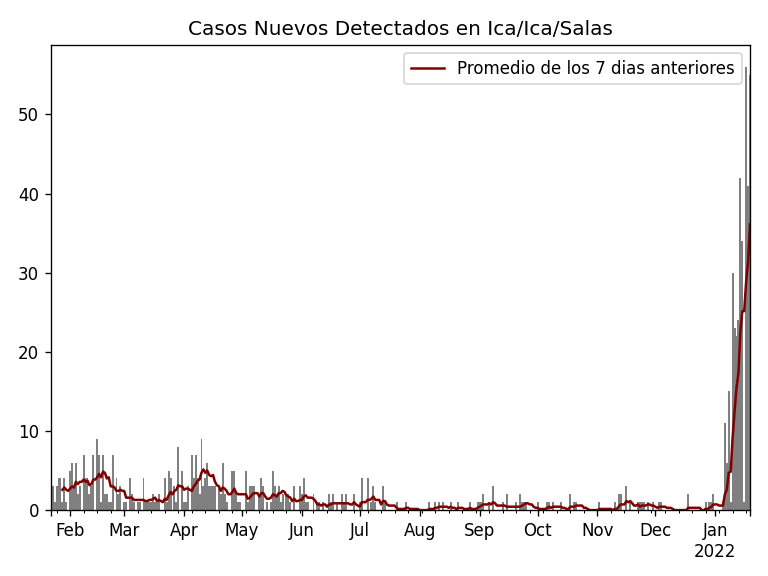 Casos Nuevos Detectados en Ica/Ica/Salas
Promedio de los 7 dias anteriores
50
40
30
20
10
0
Feb Mar Apr May Jun Jul Aug Sep Oct Nov Dec Jan
2022